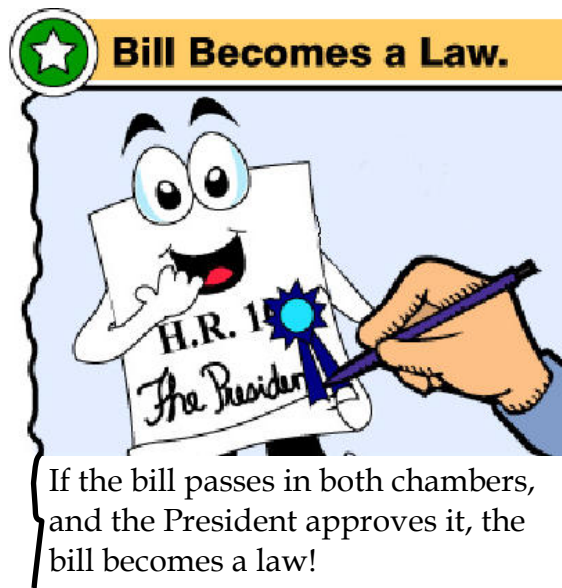 Bill Becomes a Law.
H.R. 1
The Presiden
If the bill passes in both chambers,
and the President approves it, the
bill becomes a law!